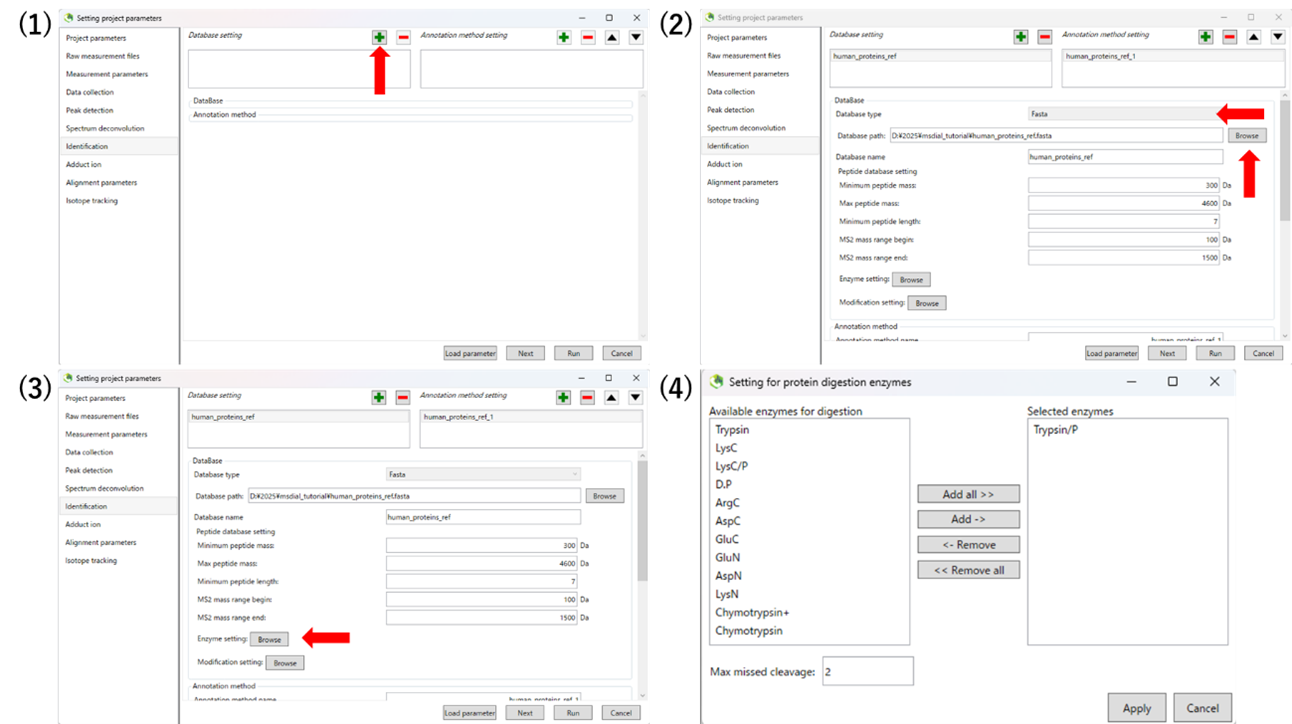 (1)
Setting project parameters
Project parameters
Raw measurement files
Measurement parameters
Data collection
Peak detection
Spectrum deconvolution
Identification
Adduct ion
Alignment parameters
Isotope tracking
Database setting
Annotation method setting
DataBase
Annotation method
Load parameter Next Run Cancel
(2)
Setting project parameters
Project parameters
Raw measurement files
Measurement parameters
Data collection
Peak detection
Spectrum deconvolution
Identification
Adduct ion
Alignment parameters
Isotope tracking
Database setting
Annotation method setting
human_proteins_ref
human_proteins_ref_1
DataBase
Database type Fasta
Database path: D:¥2025¥msdial_tutorial¥human_proteins_ref.fasta Browse
Database name human_proteins_ref
Peptide database setting
Minimum peptide mass: 300 Da
Max peptide mass: 4600 Da
Minimum peptide length: 7
MS2 mass range begin: 100 Da
MS2 mass range end: 1500 Da
Enzyme setting: Browse
Modification setting: Browse
Annotation method
Annotation method name human_proteins_ref_1
Load parameter Next Run Cancel
(3)
Setting project parameters
Project parameters
Raw measurement files
Measurement parameters
Data collection
Peak detection
Spectrum deconvolution
Identification
Adduct ion
Alignment parameters
Isotope tracking
Database setting
Annotation method setting
human_proteins_ref
human_proteins_ref_1
DataBase
Database type Fasta
Database path: D:¥2025¥msdial_tutorial¥human_proteins_ref.fasta Browse
Database name human_proteins_ref
Peptide database setting
Minimum peptide mass: 300 Da
Max peptide mass: 4600 Da
Minimum peptide length: 7
MS2 mass range begin: 100 Da
MS2 mass range end: 1500 Da
Enzyme setting: Browse
Modification setting: Browse
Annotation method
Annotation method name human_proteins_ref_1
Load parameter Next Run Cancel
(4)
Setting for protein digestion enzymes
Available enzymes for digestion
Trypsin
LysC
LysC/P
D.P
ArgC
AspC
GluC
GluN
AspN
LysN
Chymotrypsin+
Chymotrypsin
Add all >>
Add ->
<- Remove
<< Remove all
Selected enzymes
Trypsin/P
Max missed cleavage: 2
Apply Cancel